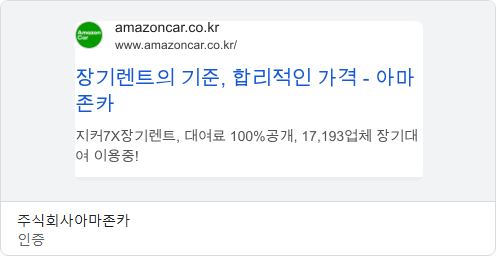 Amazon
Car
amazoncar.co.kr
www.amazoncar.co.kr/
장기렌트의 기준, 합리적인 가격 - 아마
존카
지커7X장기렌트, 대여료 100%공개, 17,193업체 장기대
여 이용중!
주식회사아마존카
인증